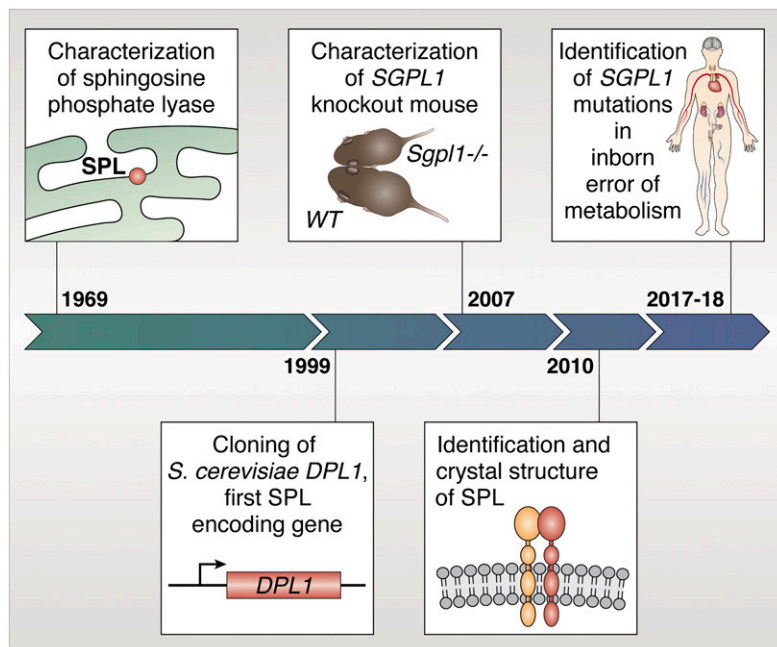 Characterization
of sphingosine
phosphate lyase
SPL
Characterization
of SGPL1
knockout mouse
Sgpl1-/-
WT
Identification
of SGPL1
mutations
in
inborn
error of
metabolism
1969
2007
2017-18
1999
2010
Cloning of
S. cerevisiae DPL1,
first SPL
encoding gene
DPL1
Identification and
crystal structure
of SPL